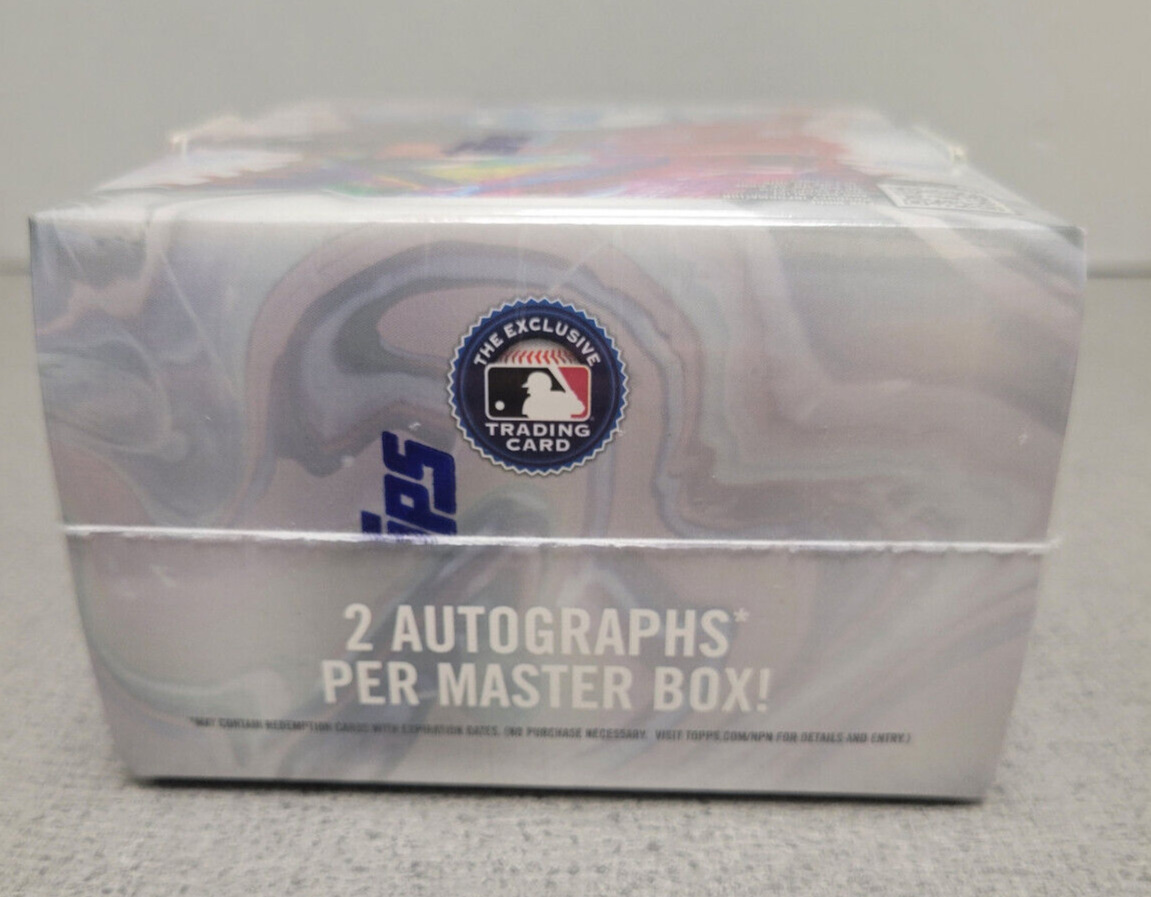 THE EXCLUSIVE
TRADING
CARD
pps
2 AUTOGRAPHS*
PER MASTER BOX!
*MAY CONTAIN REDEMPTION CARDS WITH EXPIRATION DATES. (NO PURCHASE NECESSARY. VISIT TOPPS.COM/NPN FOR DETAILS AND ENTRY.)